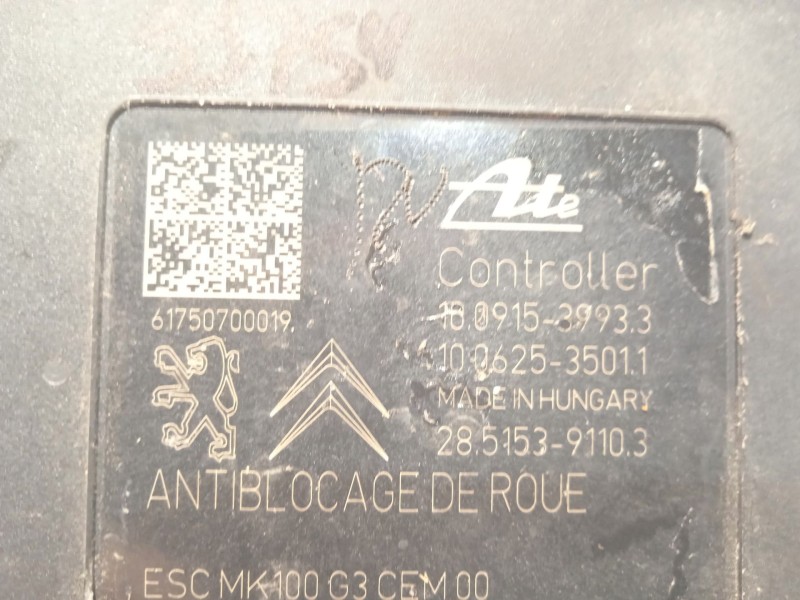 Ate
Controller
61750700019
10.0915-3993.3
10.0625-3501.1
MADE IN HUNGARY
28.5153-9110.3
ANTIBLOCAGE DE ROUE
ESC MK100 G3 CEM 00